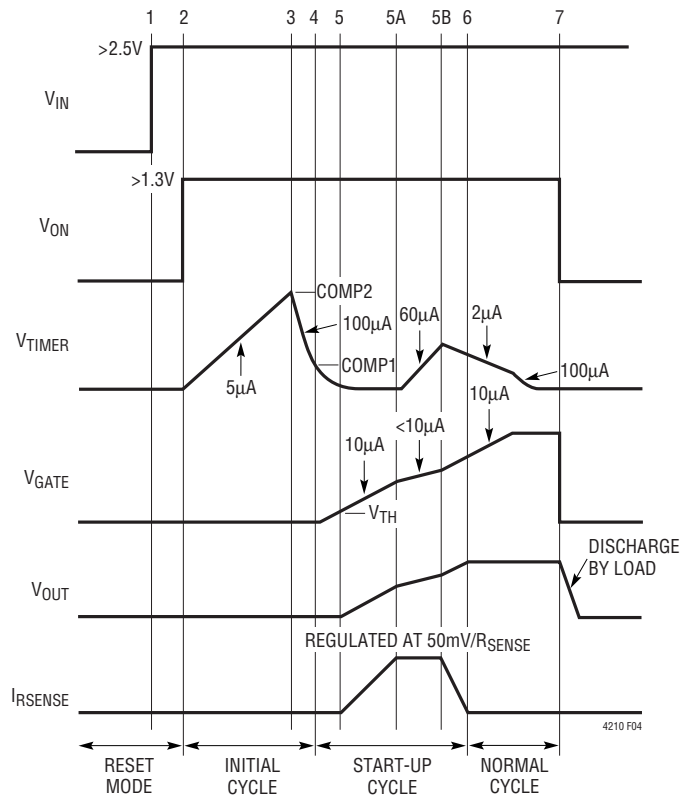 1 2 3 4 5 5A 5B 6 7
>2.5V
VIN
>1.3V
VON
COMP2
100µA
60µA
2µA
VTIMER
COMP1
5µA
100µA
10µA
<10µA
10µA
VGATE
VTH
DISCHARGE
BY LOAD
VOUT
REGULATED AT 50mV/RSENSE
IRSENSE
4210 F04
RESET
MODE
INITIAL
CYCLE
START-UP
CYCLE
NORMAL
CYCLE